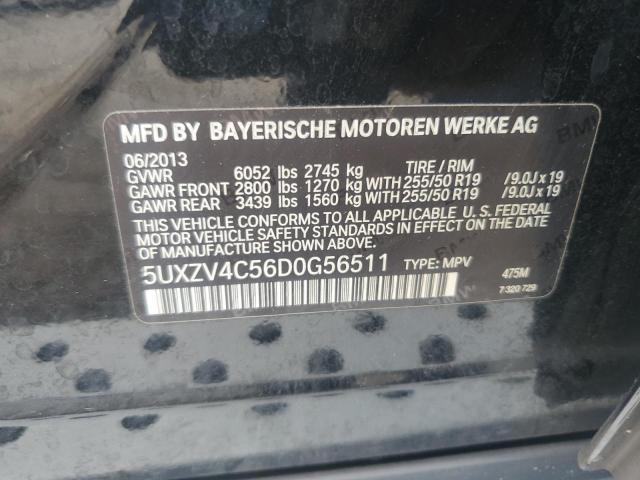 MFD BY BAYERISCHE MOTOREN WERKE AG
06/2013
GVWR 6052 lbs 2745 kg TIRE / RIM
GAWR FRONT 2800 lbs 1270 kg WITH 255/50 R19 /9.0J x 19
GAWR REAR 3439 lbs 1560 kg WITH 255/50 R19 /9.0J x 19
THIS VEHICLE CONFORMS TO ALL APPLICABLE U.S. FEDERAL
MOTOR VEHICLE SAFETY STANDARDS IN EFFECT ON THE DATE OF
MANUFACTURE SHOWN ABOVE.
5UXZV4C56D0G56511 TYPE: MPV 475M
7 320 729